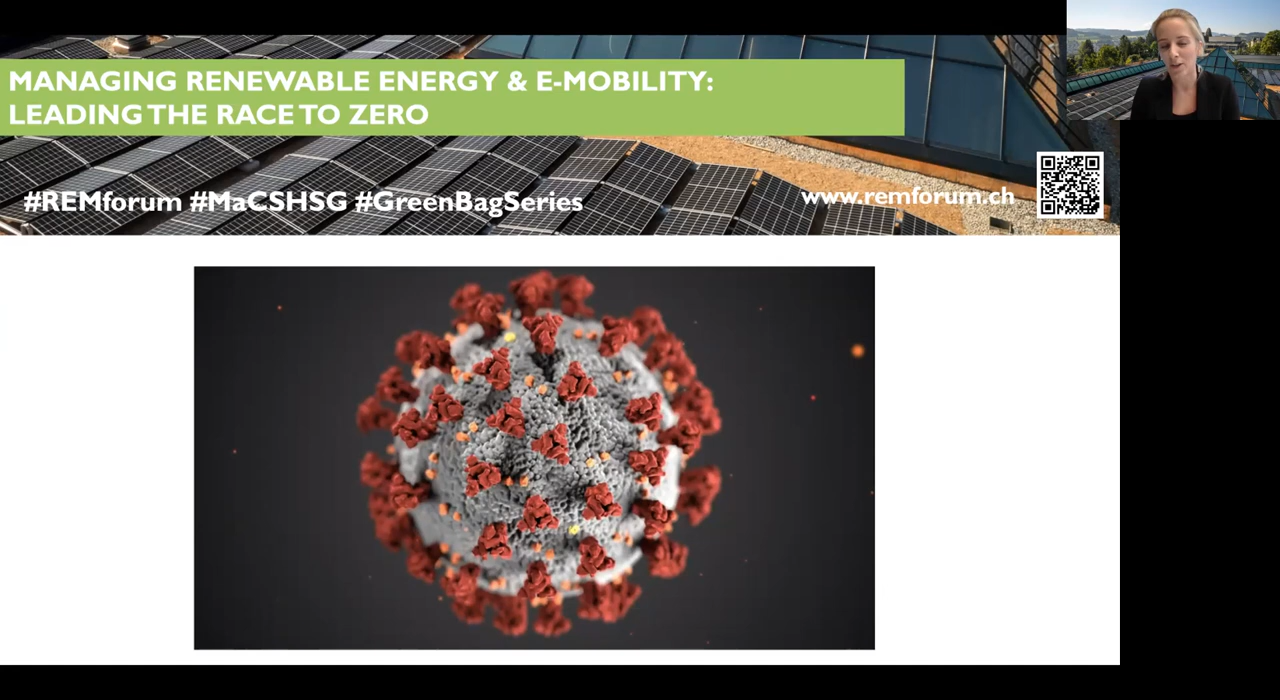 MANAGING RENEWABLE ENERGY & E-MOBILITY:
LEADING THE RACE TO ZERO
#REMforum #MaCSHSG #GreenBagSeries
www.remforum.ch